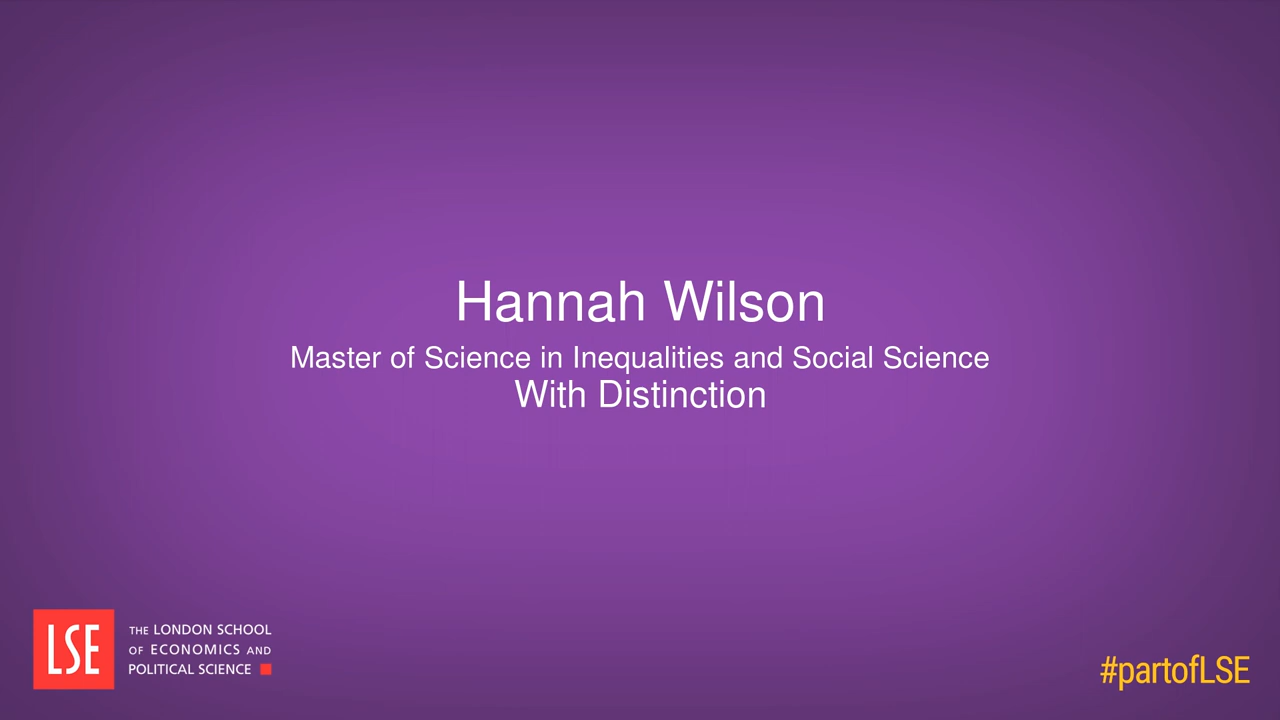 Hannah Wilson
Master of Science in Inequalities and Social Science
With Distinction
LSE
THE LONDON SCHOOL
OF ECONOMICS AND
POLITICAL SCIENCE
#partofLSE